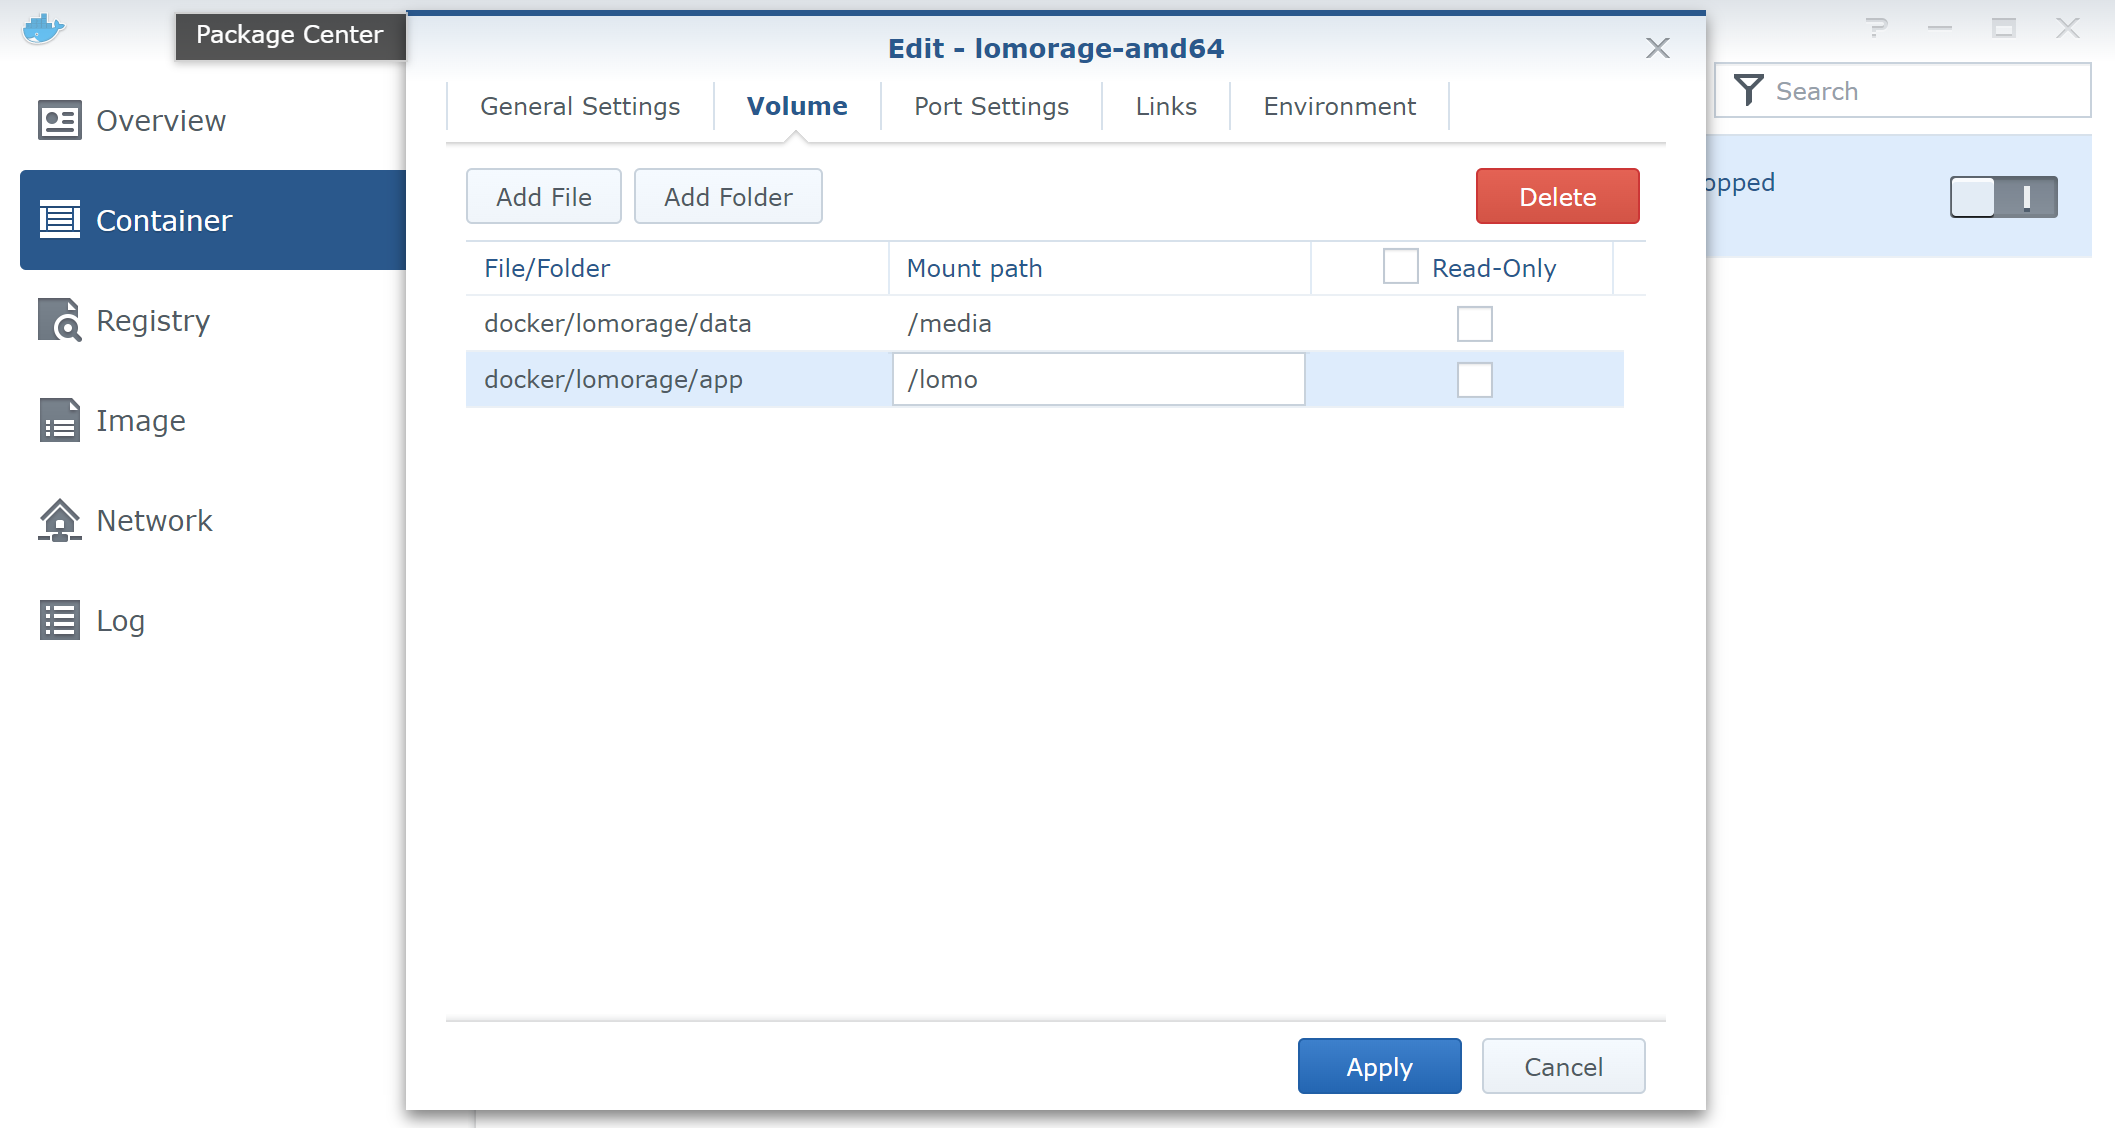 Package Center
Edit - lomorage-amd64
General Settings
Volume
Port Settings
Links
Environment
Search
Overview
Container
Registry
Image
Network
Log
Add File
Add Folder
Delete
opped
File/Folder
Mount path
Read-Only
docker/lomorage/data
/media
docker/lomorage/app
/lomo
Apply
Cancel